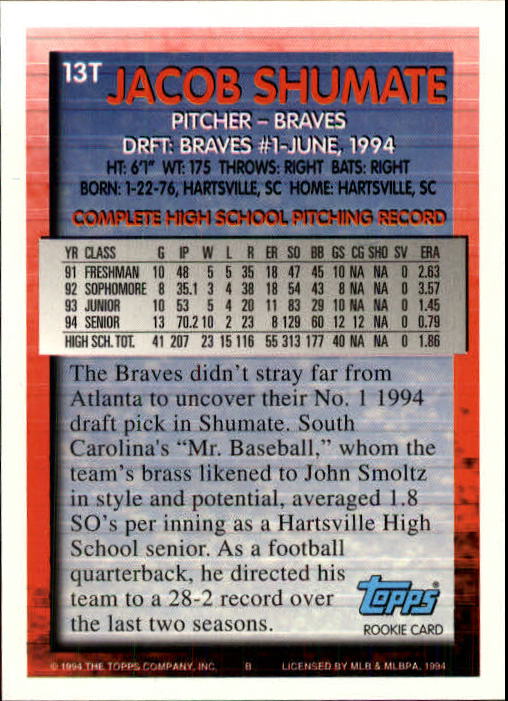 13T JACOB SHUMATE
PITCHER – BRAVES
DRFT: BRAVES #1-JUNE, 1994
HT: 6'1" WT: 175 THROWS: RIGHT BATS: RIGHT
BORN: 1-22-76, HARTSVILLE, SC HOME: HARTSVILLE, SC
COMPLETE HIGH SCHOOL PITCHING RECORD
YR CLASS G IP W L R ER SO BB GS CG SHO SV ERA
91 FRESHMAN 10 48 5 5 35 18 47 45 10 NA NA 0 2.63
92 SOPHOMORE 8 35.1 3 4 38 18 54 43 8 NA NA 0 3.57
93 JUNIOR 10 53 5 4 20 11 83 29 10 NA NA 0 1.45
94 SENIOR 13 70.2 10 2 23 8 129 60 12 12 NA 0 0.79
HIGH SCH. TOT. 41 207 23 15 116 55 313 177 40 NA NA 0 1.86
The Braves didn't stray far from
Atlanta to uncover their No. 1 1994
draft pick in Shumate. South
Carolina's “Mr. Baseball,” whom the
team's brass likened to John Smoltz
in style and potential, averaged 1.8
SO's per inning as a Hartsville High
School senior. As a football
quarterback, he directed his
team to a 28-2 record over
the last two seasons.
topps®
ROOKIE CARD
© 1994 THE TOPPS COMPANY, INC. B LICENSED BY MLB & MLBPA, 1994